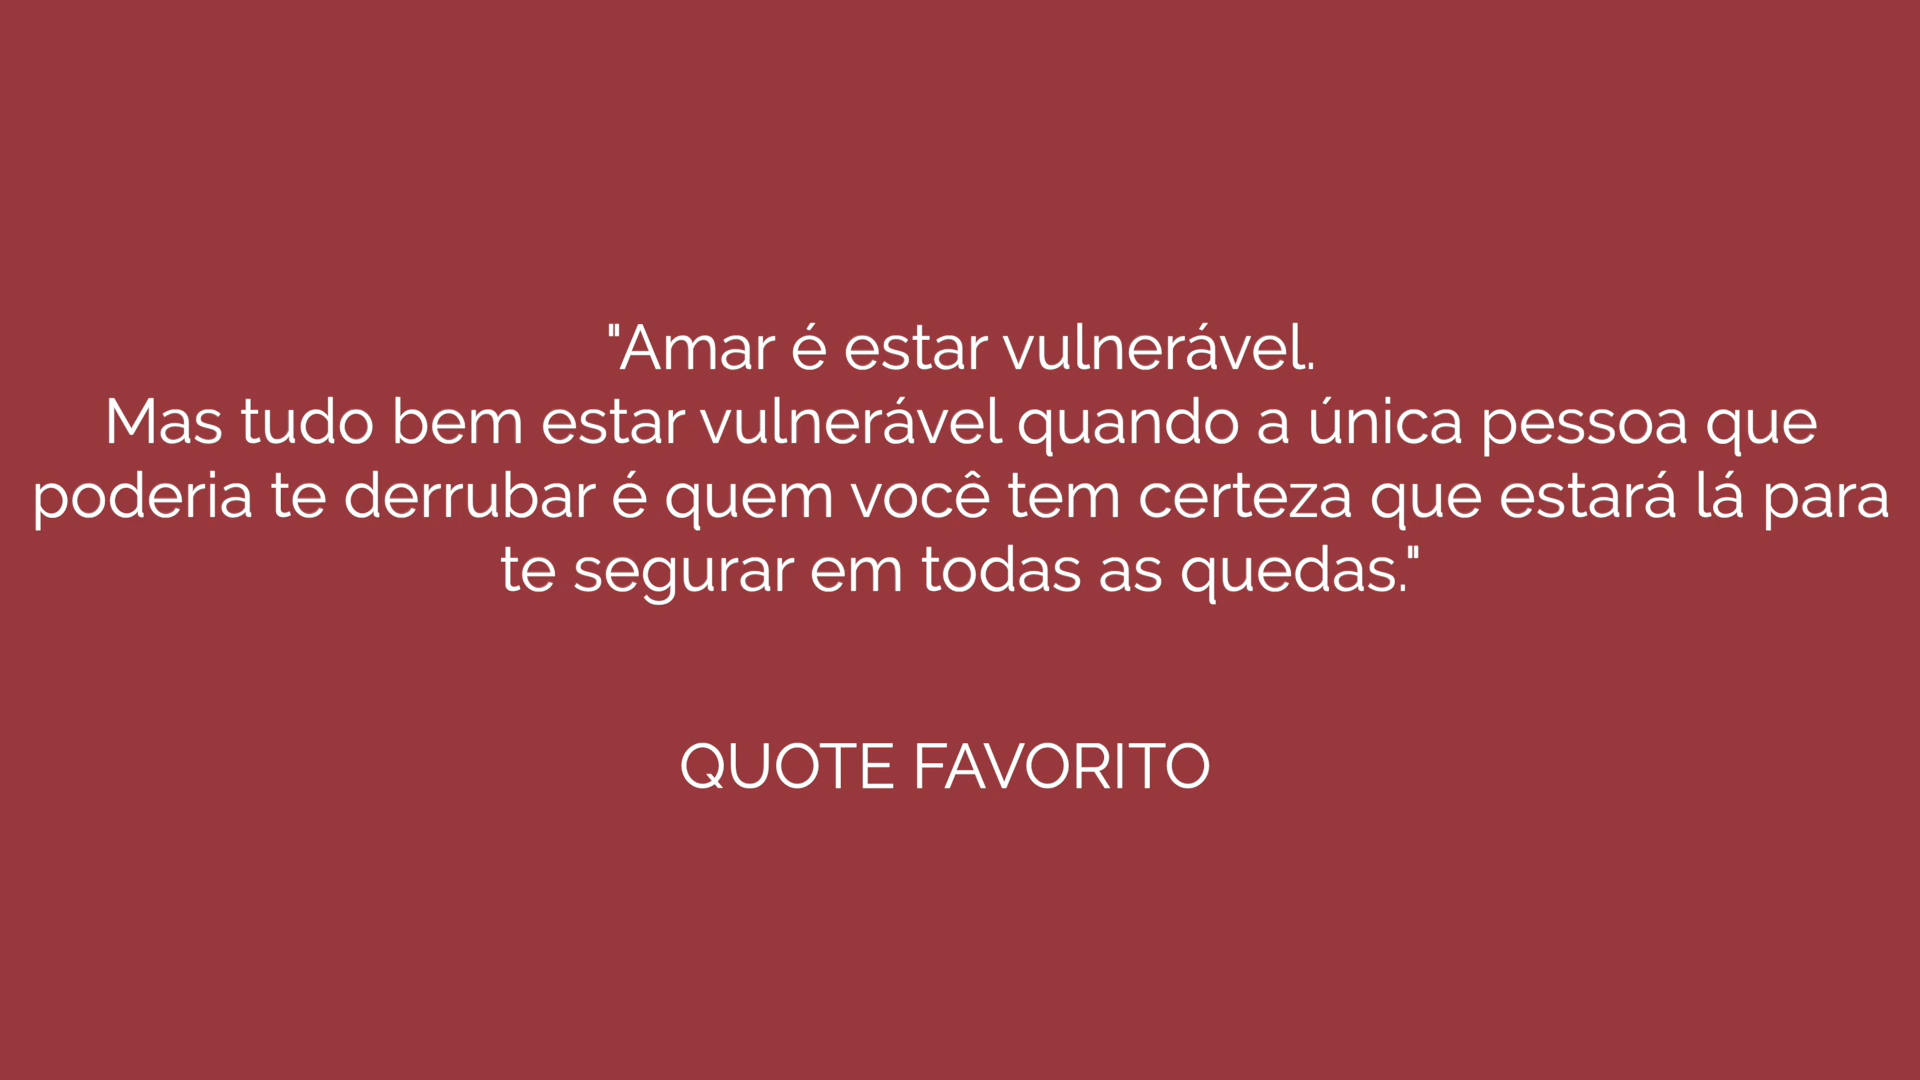 "Amar é estar vulnerável.
Mas tudo bem estar vulnerável quando a única pessoa que
poderia te derrubar é quem você tem certeza que estará lá para
te segurar em todas as quedas."
QUOTE FAVORITO